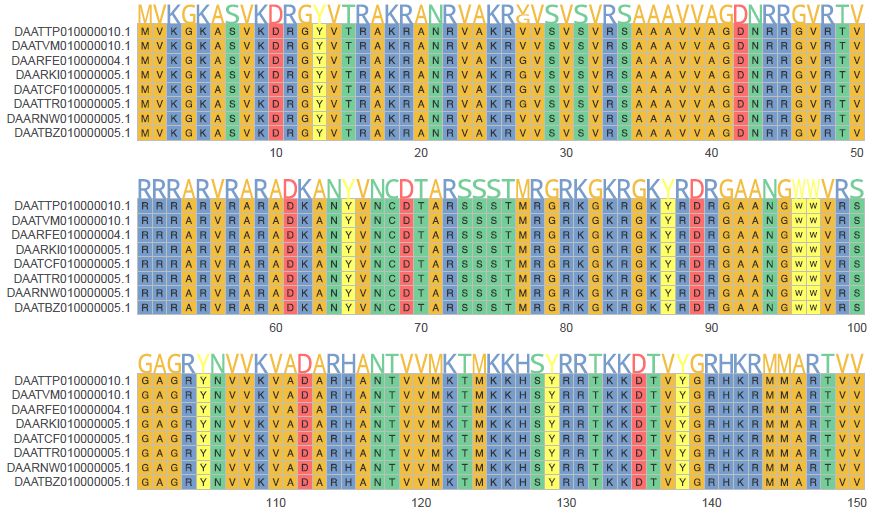 MVKGKASVKDRGYVTRAKRANRVAKRVSVSVRSAAAVVAGDNRRGVRTV
DAATTP010000010.1 MVKGKASVKDRGYVTRAKRANRVAKRVVSVSVRSAAAVVAGDNRRGVRTV
DAATVM010000010.1 MVKGKASVKDRGYVTRAKRANRVAKRVVSVSVRSAAAVVAGDNRRGVRTV
DAARFE010000004.1 MVKGKASVKDRGYVTRAKRANRVAKRGVSVSVRSAAAVVAGDNRRGVRTV
DAARKI010000005.1 MVKGKASVKDRGYVTRAKRANRVAKRGVSVSVRSAAAVVAGDNRRGVRTV
DAATCF010000005.1 MVKGKASVKDRGYVTRAKRANRVAKRGVSVSVRSAAAVVAGDNRRGVRTV
DAATTR010000005.1 MVKGKASVKDRGYVTRAKRANRVAKRGVSVSVRSAAAVVAGDNRRGVRTV
DAARNW010000005.1 MVKGKASVKDRGYVTRAKRANRVAKRVVSVSVRSAAAVVAGDNRRGVRTV
DAATBZ010000005.1 MVKGKASVKDRGYVTRAKRANRVAKRVVSVSVRSAAAVVAGDNRRGVRTV
10 20 30 40 50
RRRARVRARADKANYVNCDTARSSSTMRGRKGKRGKYRDRGAANGWWVRS
DAATTP010000010.1 RRRARVRARADKANYVNCDTARSSSTMRGRKGKRGKYRDRGAANGWWVRS
DAATVM010000010.1 RRRARVRARADKANYVNCDTARSSSTMRGRKGKRGKYRDRGAANGWWVRS
DAARFE010000004.1 RRRARVRARADKANYVNCDTARSSSTMRGRKGKRGKYRDRGAANGWWVRS
DAARKI010000005.1 RRRARVRARADKANYVNCDTARSSSTMRGRKGKRGKYRDRGAANGWWVRS
DAATCF010000005.1 RRRARVRARADKANYVNCDTARSSSTMRGRKGKRGKYRDRGAANGWWVRS
DAATTR010000005.1 RRRARVRARADKANYVNCDTARSSSTMRGRKGKRGKYRDRGAANGWWVRS
DAARNW010000005.1 RRRARVRARADKANYVNCDTARSSSTMRGRKGKRGKYRDRGAANGWWVRS
DAATBZ010000005.1 RRRARVRARADKANYVNCDTARSSSTMRGRKGKRGKYRDRGAANGWWVRS
60 70 80 90 100
GAGRYNVVKVADARHANTVVMKTMKKHSYRRTKKDTVYGRHKRMMARTVV
DAATTP010000010.1 GAGRYNVVKVADARHANTVVMKTMKKHSYRRTKKDTVYGRHKRMMARTVV
DAATVM010000010.1 GAGRYNVVKVADARHANTVVMKTMKKHSYRRTKKDTVYGRHKRMMARTVV
DAARFE010000004.1 GAGRYNVVKVADARHANTVVMKTMKKHSYRRTKKDTVYGRHKRMMARTVV
DAARKI010000005.1 GAGRYNVVKVADARHANTVVMKTMKKHSYRRTKKDTVYGRHKRMMARTVV
DAATCF010000005.1 GAGRYNVVKVADARHANTVVMKTMKKHSYRRTKKDTVYGRHKRMMARTVV
DAATTR010000005.1 GAGRYNVVKVADARHANTVVMKTMKKHSYRRTKKDTVYGRHKRMMARTVV
DAARNW010000005.1 GAGRYNVVKVADARHANTVVMKTMKKHSYRRTKKDTVYGRHKRMMARTVV
DAATBZ010000005.1 GAGRYNVVKVADARHANTVVMKTMKKHSYRRTKKDTVYGRHKRMMARTVV
110 120 130 140 150